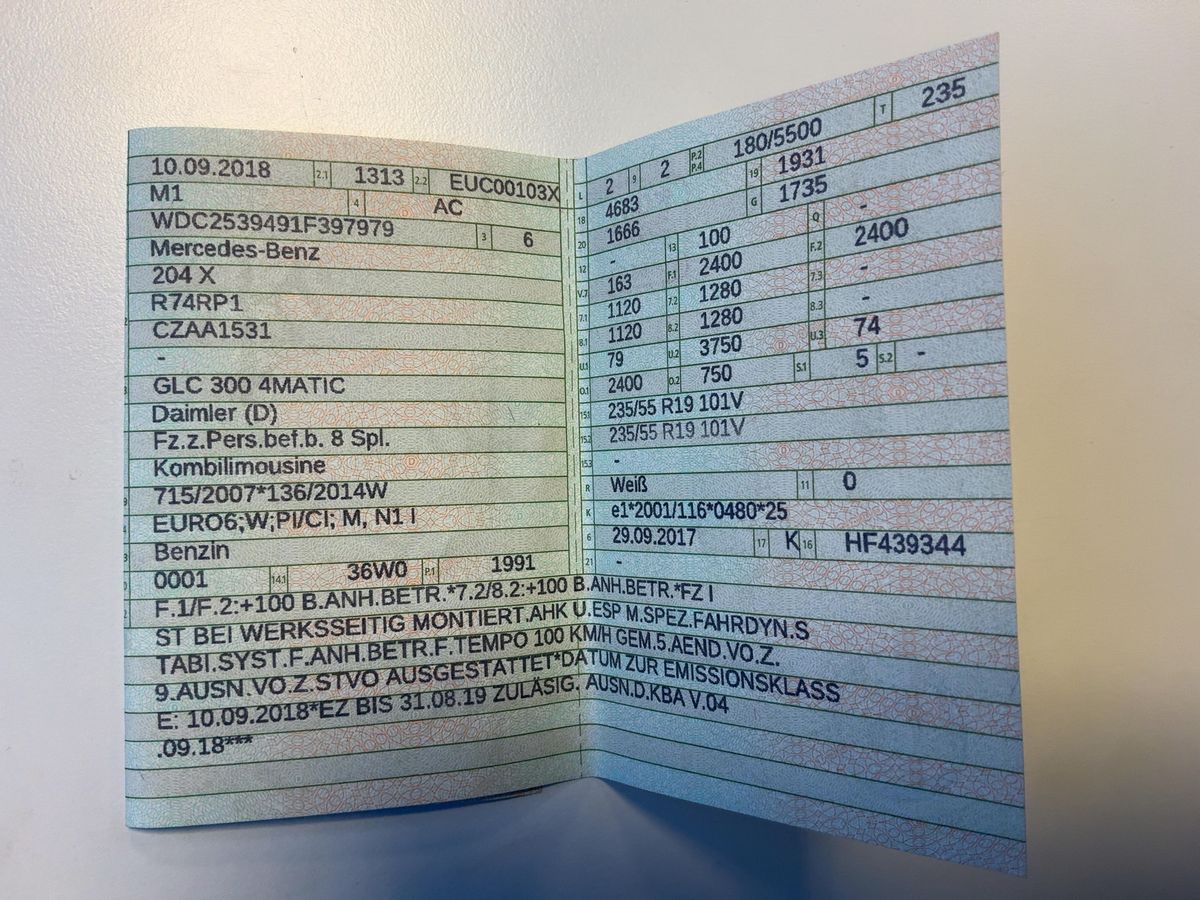 10.09.2018 2.1 1313 2.2 EUC00103X
M1 4 AC
WDC2539491F397979 3 6
Mercedes-Benz
204 X
R74RP1
CZAA1531
-
GLC 300 4MATIC
Daimler (D)
Fz.z.Pers.bef.b. 8 Spl.
Kombilimousine
715/2007*136/2014W
EURO6;W;PI/CI; M, N1 I
Benzin
0001 14.1 36W0 P.1 1991
L 2 9 2 P.2 P.4 180/5500 T 235
18 4683 19 1931
20 1666 G 1735
12 - 13 100 Q -
V.7 163 F.1 2400 F.2 2400
7.1 1120 7.2 1280 7.3 -
8.1 1120 8.2 1280 8.3 -
U.1 79 U.2 3750 U.3 74
O.1 2400 O.2 750 S.1 5 S.2 -
15.1 235/55 R19 101V
15.2 235/55 R19 101V
15.3 -
R Weiß 11 0
K e1*2001/116*0480*25
6 29.09.2017 17 K 16 HF439344
21 -
F.1/F.2:+100 B.ANH.BETR.*7.2/8.2:+100 B.ANH.BETR.*FZ I
ST BEI WERKSSEITIG MONTIERT.AHK U.ESP M.SPEZ.FAHRDYN.S
TABI.SYST.F.ANH.BETR.F.TEMPO 100 KM/H GEM.5.AEND.VO.Z.
9.AUSN.VO.Z.STVO AUSGESTATTET*DATUM ZUR EMISSIONSKLASS
E: 10.09.2018*EZ BIS 31.08.19 ZULÄSIG. AUSN.D.KBA V.04
.09.18***